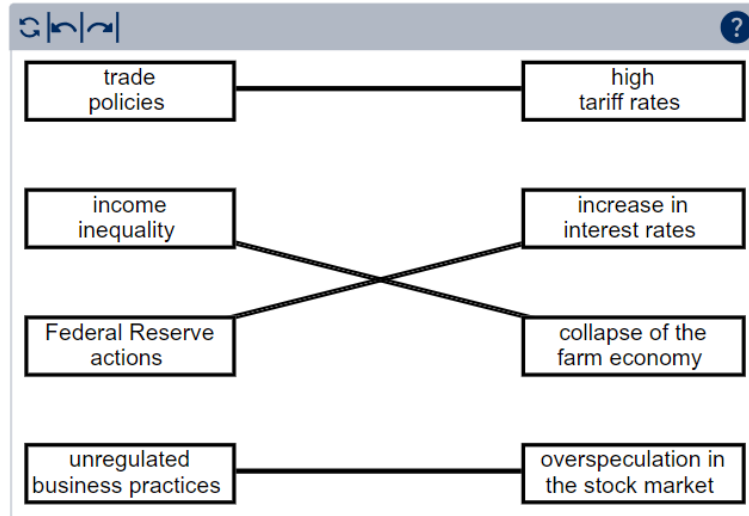 ?
trade
policies
high
tariff rates
income
inequality
increase in
interest rates
Federal Reserve
actions
collapse of the
farm economy
unregulated
business practices
overspeculation in
the stock market